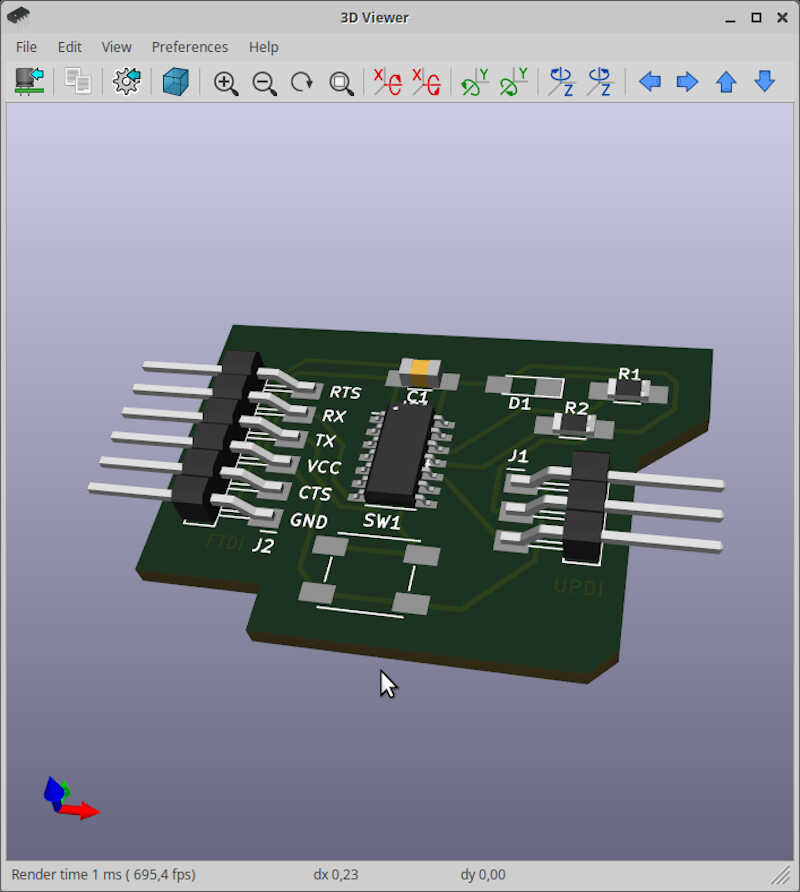 3D Viewer
File Edit View Preferences Help
X X Y Y Z Z
RTS
RX
TX
VCC
CTS
GND
FTDI J2
C1
SW1
D1
R1
R2
J1
UPDI
Render time 1 ms ( 695,4 fps) dx 0,23 dy 0,00